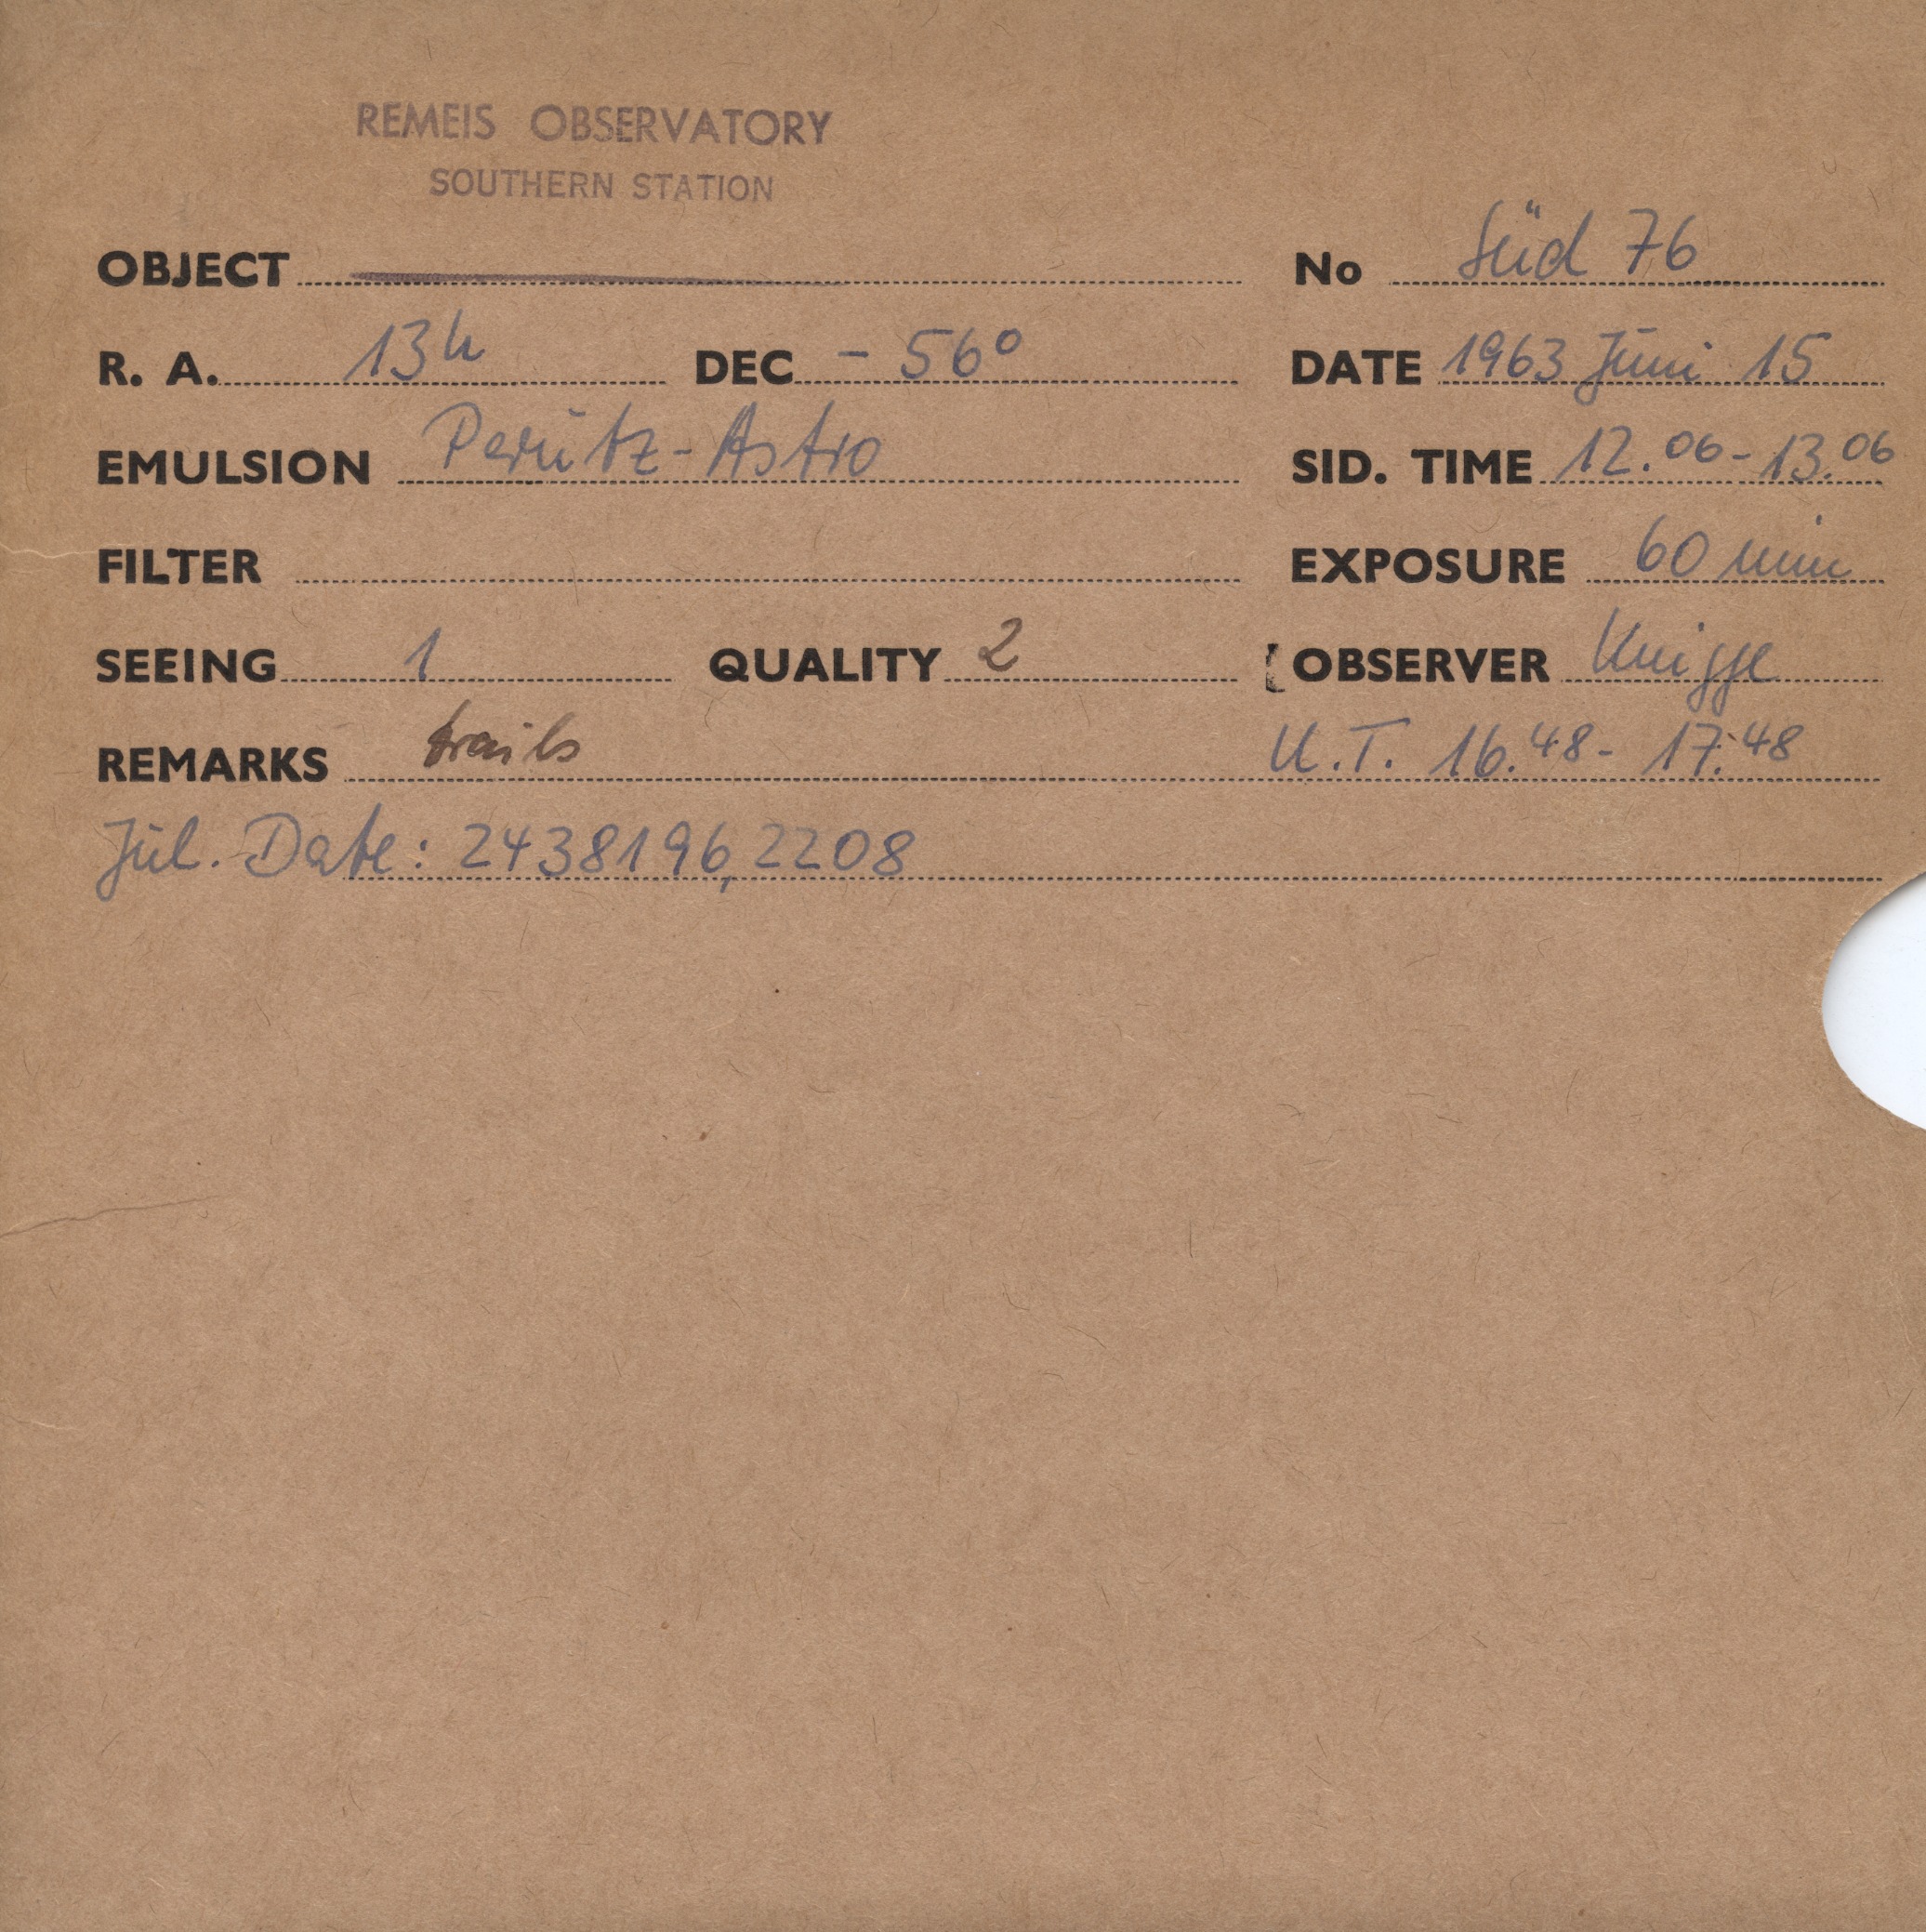 REMEIS OBSERVATORY
SOUTHERN STATION
OBJECT No Süd 76
R. A. 13h DEC - 56° DATE 1963 Juni 15
EMULSION Perutz-Astro SID. TIME 12.06 - 13.06
FILTER EXPOSURE 60 min
SEEING 1 QUALITY 2 OBSERVER Knigge
REMARKS trails U.T. 16.48 - 17.48
Jul. Date: 2438196,2208